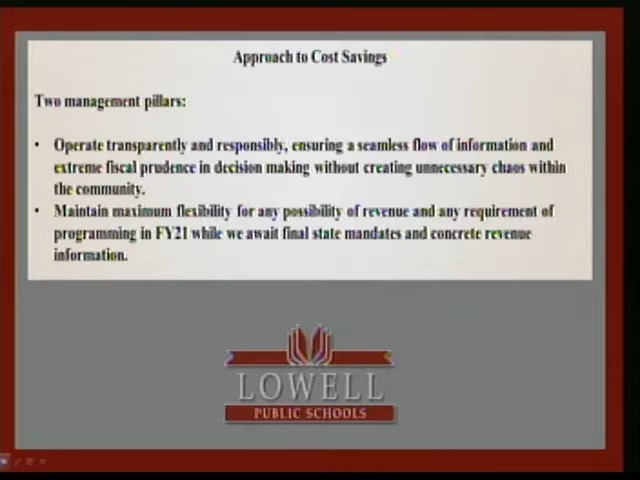 Approach to Cost Savings
Two management pillars:
• Operate transparently and responsibly, ensuring a seamless flow of information and
extreme fiscal prudence in decision making without creating unnecessary chaos within
the community.
• Maintain maximum flexibility for any possibility of revenue and any requirement of
programming in FY21 while we await final state mandates and concrete revenue
information.
LOWELL
PUBLIC SCHOOLS